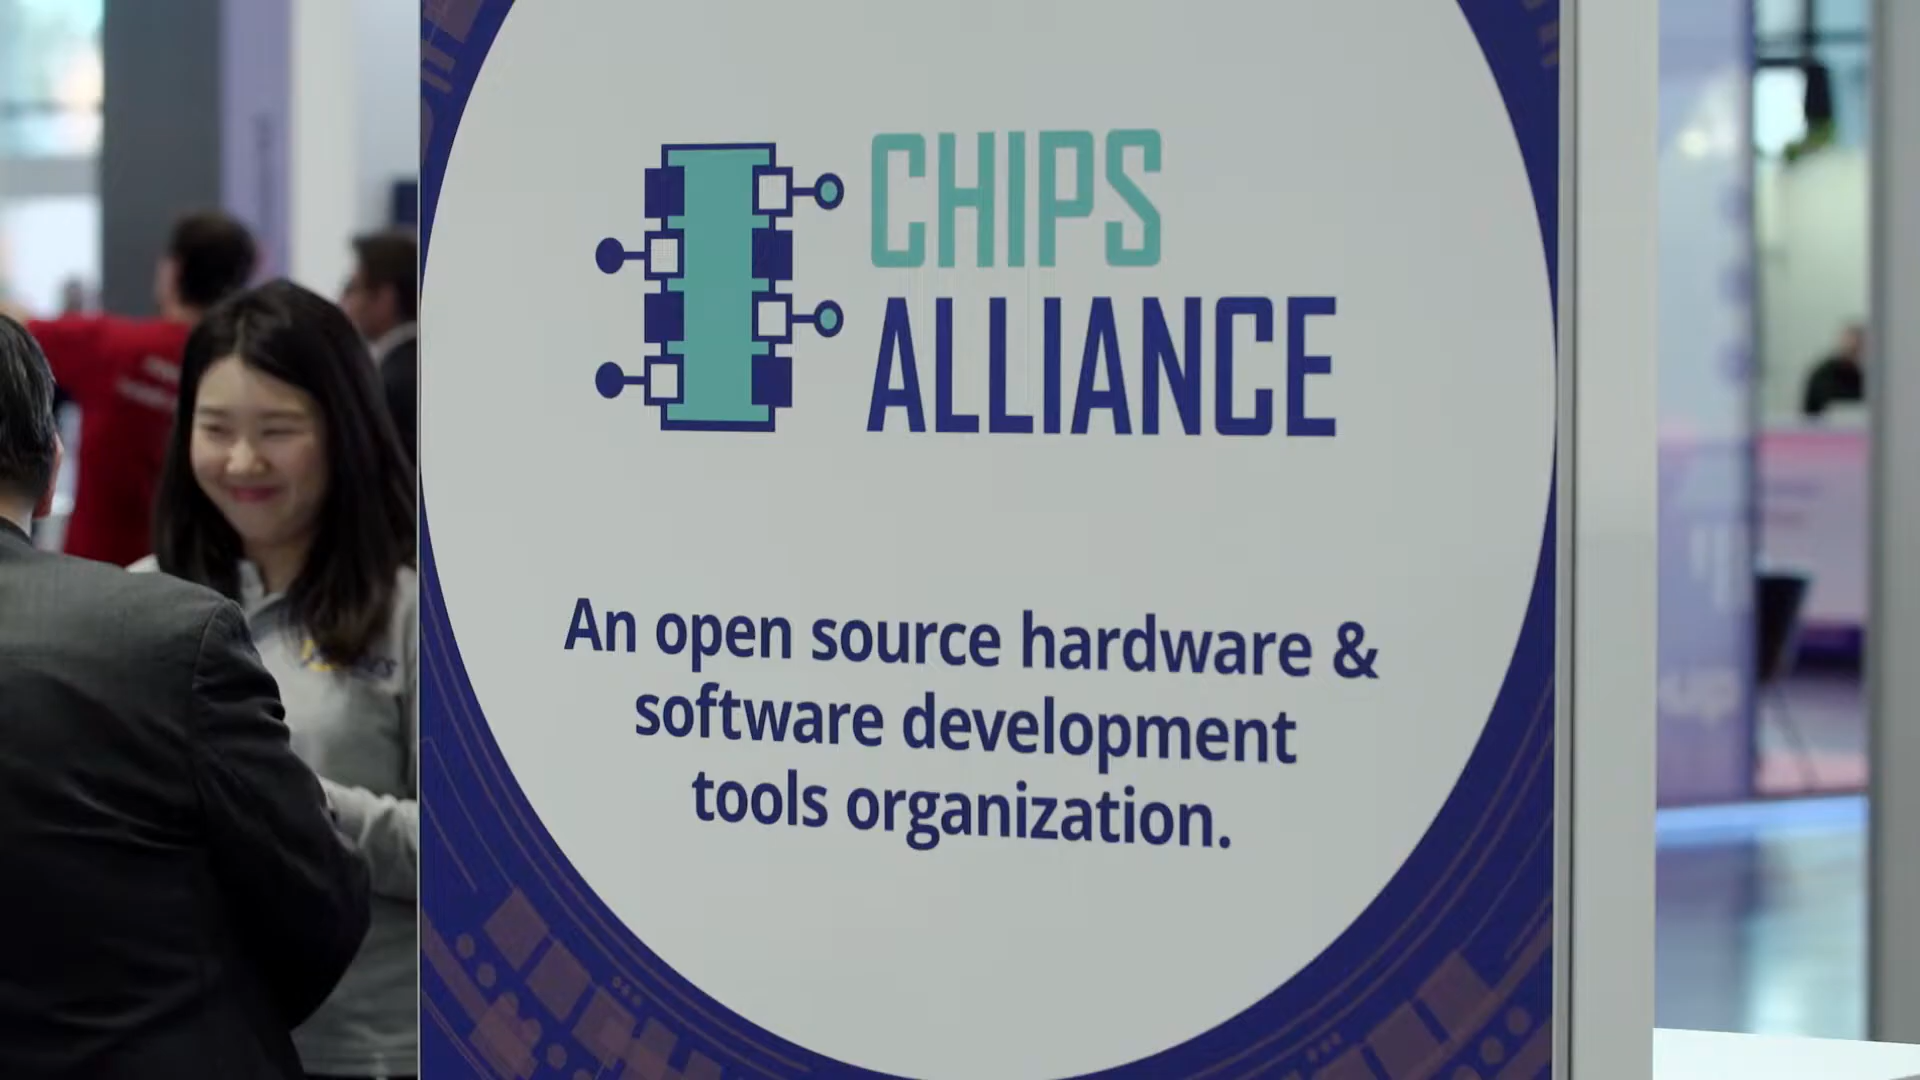 CHIPS
ALLIANCE
An open source hardware &
software development
tools organization.